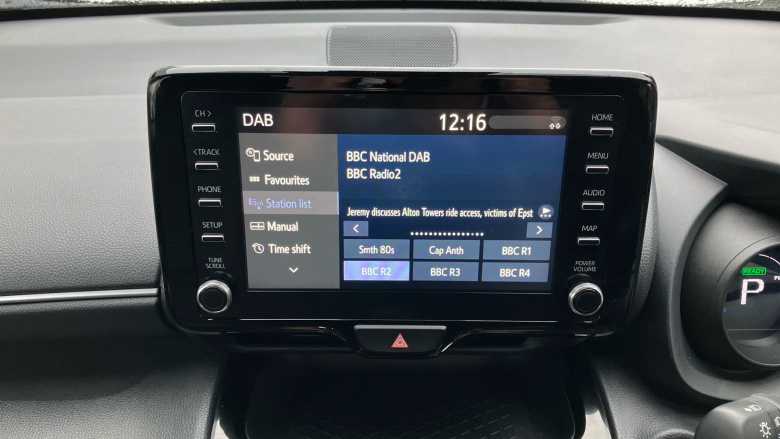 CH >
< TRACK
PHONE
SETUP
TUNE
SCROLL
DAB
12:16
Source
Favourites
Station list
Manual
Time shift
BBC National DAB
BBC Radio2
Jeremy discusses Alton Towers ride access, victims of Epst
Smth 80s
Cap Anth
BBC R1
BBC R2
BBC R3
BBC R4
HOME
MENU
AUDIO
MAP
POWER
VOLUME
READY
P